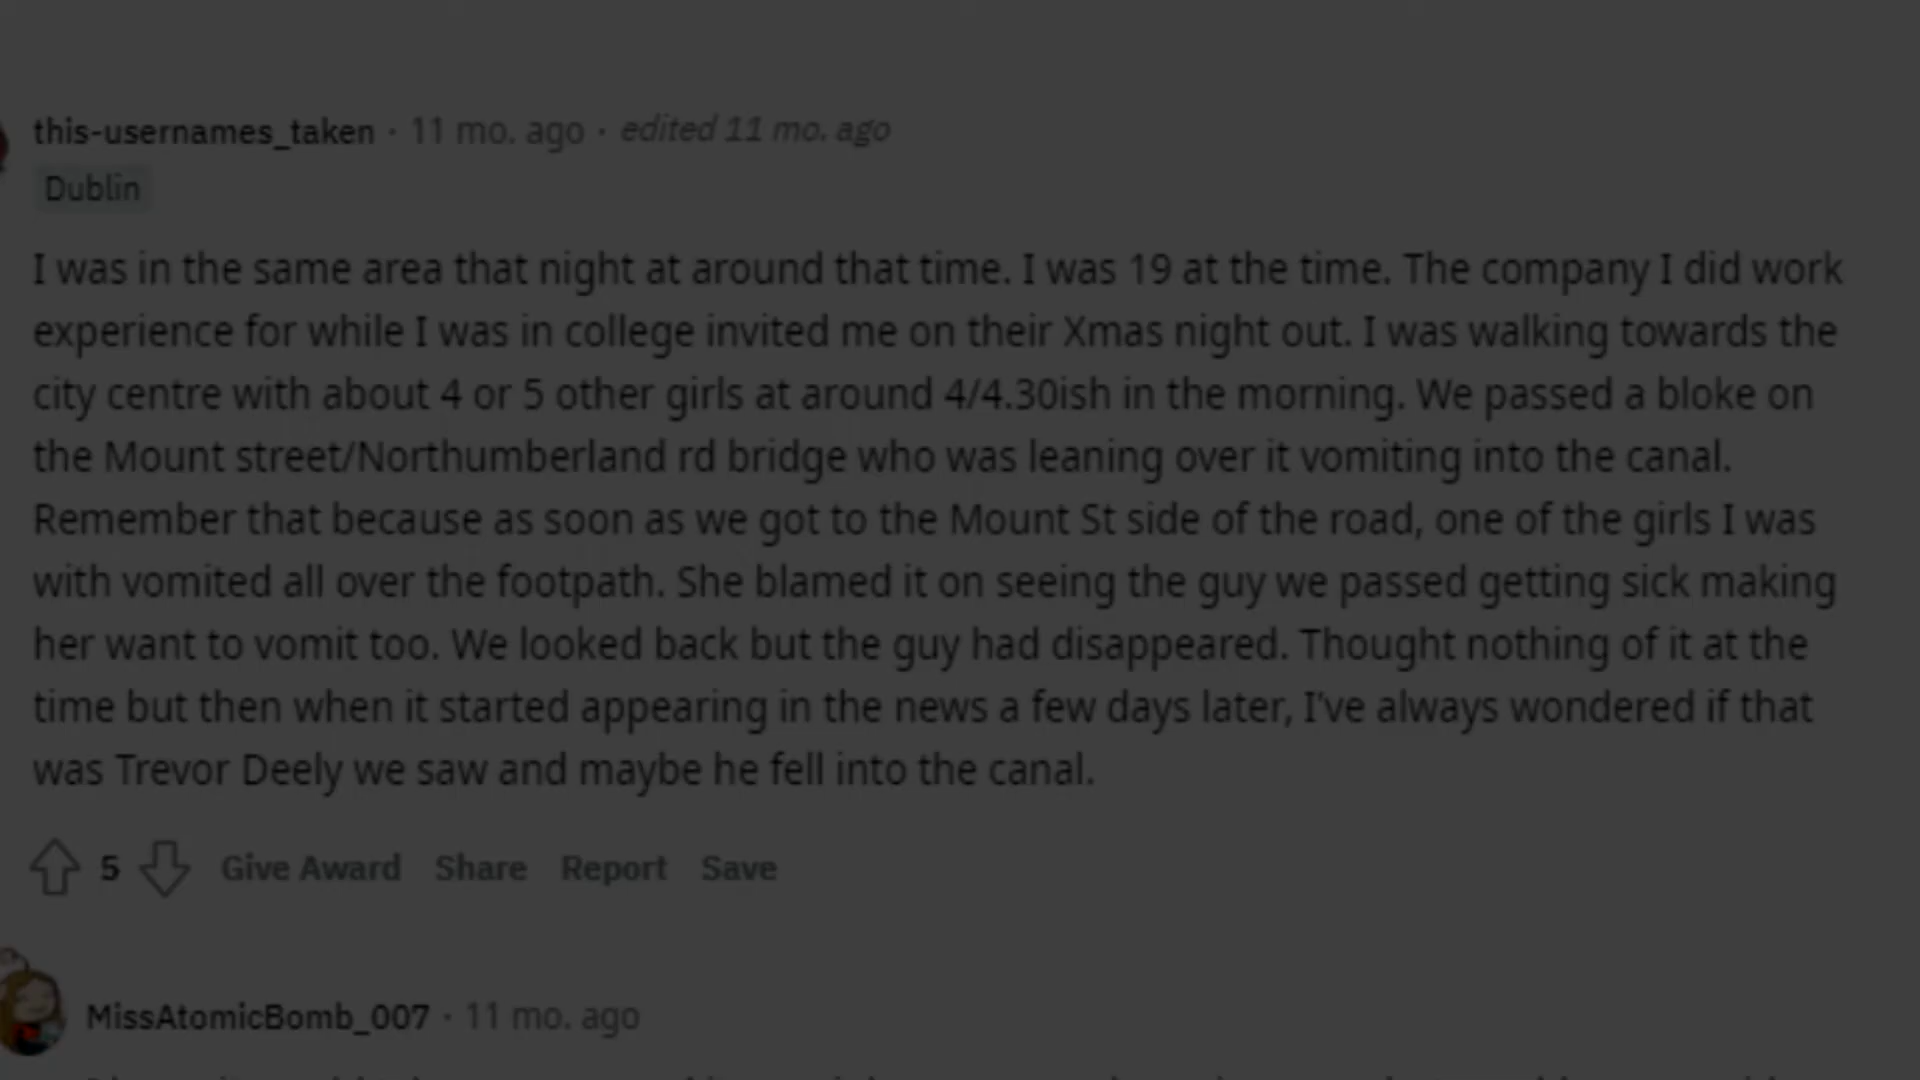 this-usernames_taken · 11 mo. ago · edited 11 mo. ago
Dublin
I was in the same area that night at around that time. I was 19 at the time. The company I did work
experience for while I was in college invited me on their Xmas night out. I was walking towards the
city centre with about 4 or 5 other girls at around 4/4.30ish in the morning. We passed a bloke on
the Mount street/Northumberland rd bridge who was leaning over it vomiting into the canal.
Remember that because as soon as we got to the Mount St side of the road, one of the girls I was
with vomited all over the footpath. She blamed it on seeing the guy we passed getting sick making
her want to vomit too. We looked back but the guy had disappeared. Thought nothing of it at the
time but then when it started appearing in the news a few days later, I've always wondered if that
was Trevor Deely we saw and maybe he fell into the canal.
5 Give Award Share Report Save
MissAtomicBomb_007 · 11 mo. ago